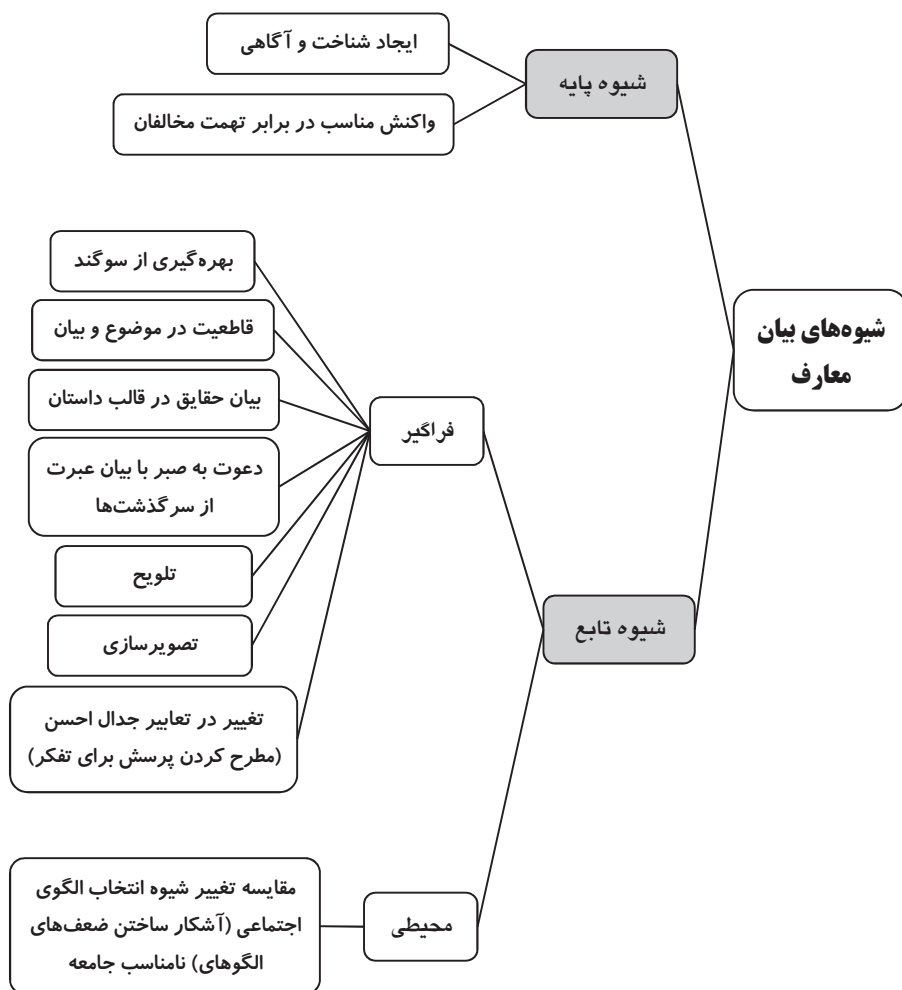 شیوه‌های بیان
معارف
شیوه پایه
ایجاد شناخت و آگاهی
واکنش مناسب در برابر تهمت مخالفان
شیوه تابع
فراگیر
بهره‌گیری از سوگند
قاطعیت در موضوع و بیان
بیان حقایق در قالب داستان
دعوت به صبر با بیان عبرت
از سرگذشت‌ها
تلویح
تصویرسازی
تغییر در تعابیر جدال احسن
(مطرح کردن پرسش برای تفکر)
محیطی
مقایسه تغییر شیوه انتخاب الگوی
اجتماعی (آشکار ساختن ضعف‌های
الگوهای) نامناسب جامعه